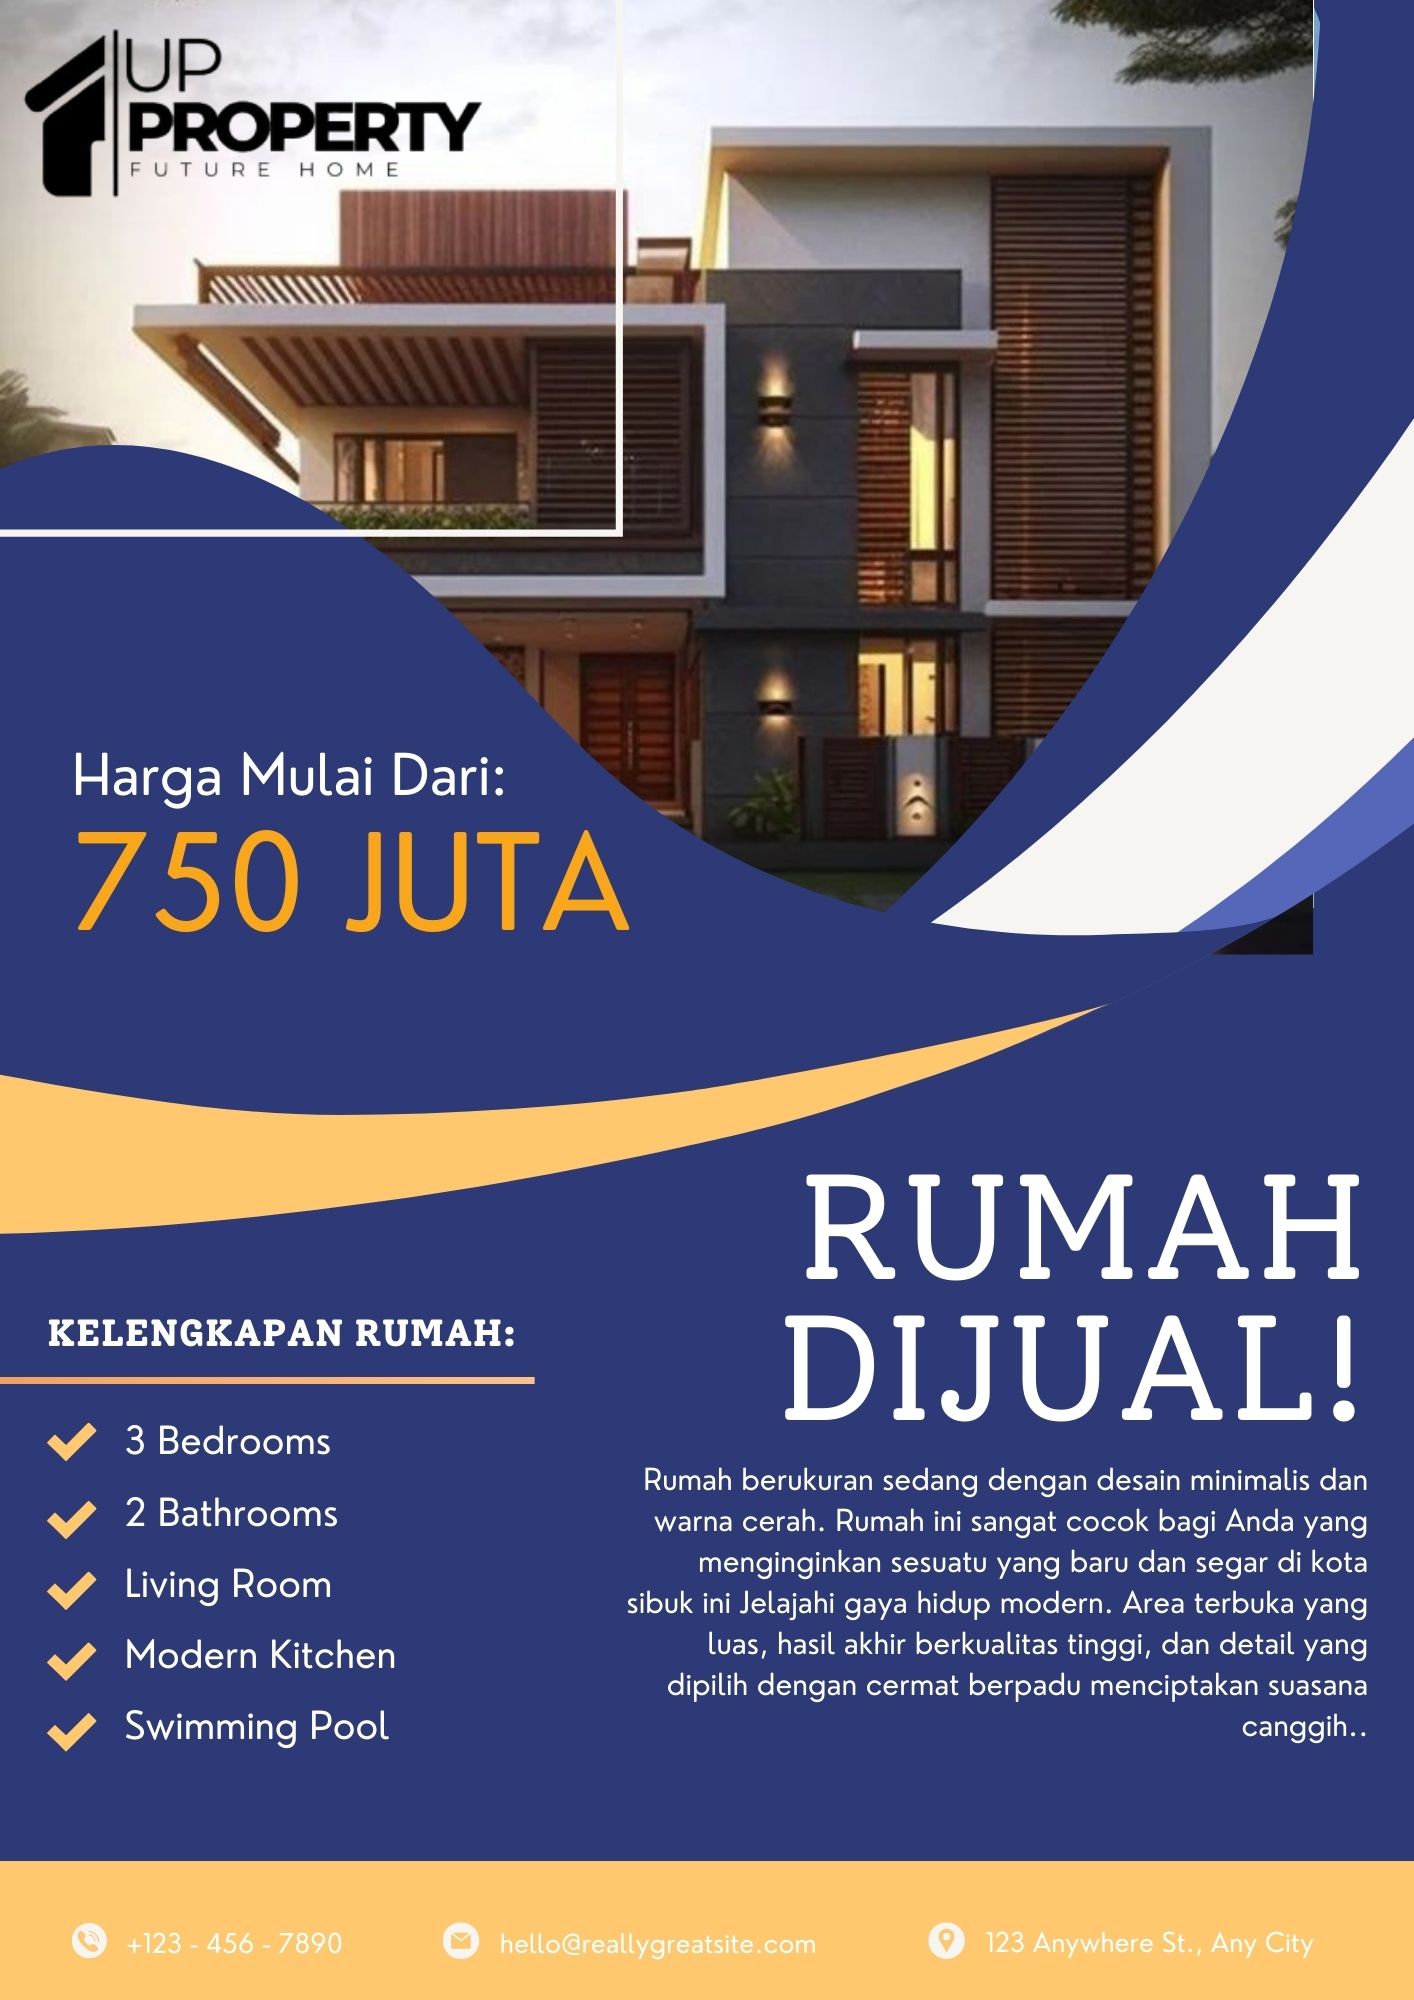 UP
PROPERTY
FUTURE HOME
Harga Mulai Dari:
750 JUTA
RUMAH
DIJUAL!
KELENGKAPAN RUMAH:
3 Bedrooms
2 Bathrooms
Living Room
Modern Kitchen
Swimming Pool
Rumah berukuran sedang dengan desain minimalis dan
warna cerah. Rumah ini sangat cocok bagi Anda yang
menginginkan sesuatu yang baru dan segar di kota
sibuk ini Jelajahi gaya hidup modern. Area terbuka yang
luas, hasil akhir berkualitas tinggi, dan detail yang
dipilih dengan cermat berpadu menciptakan suasana
canggih..
+123 - 456 - 7890
hello@reallygreatsite.com
123 Anywhere St., Any City